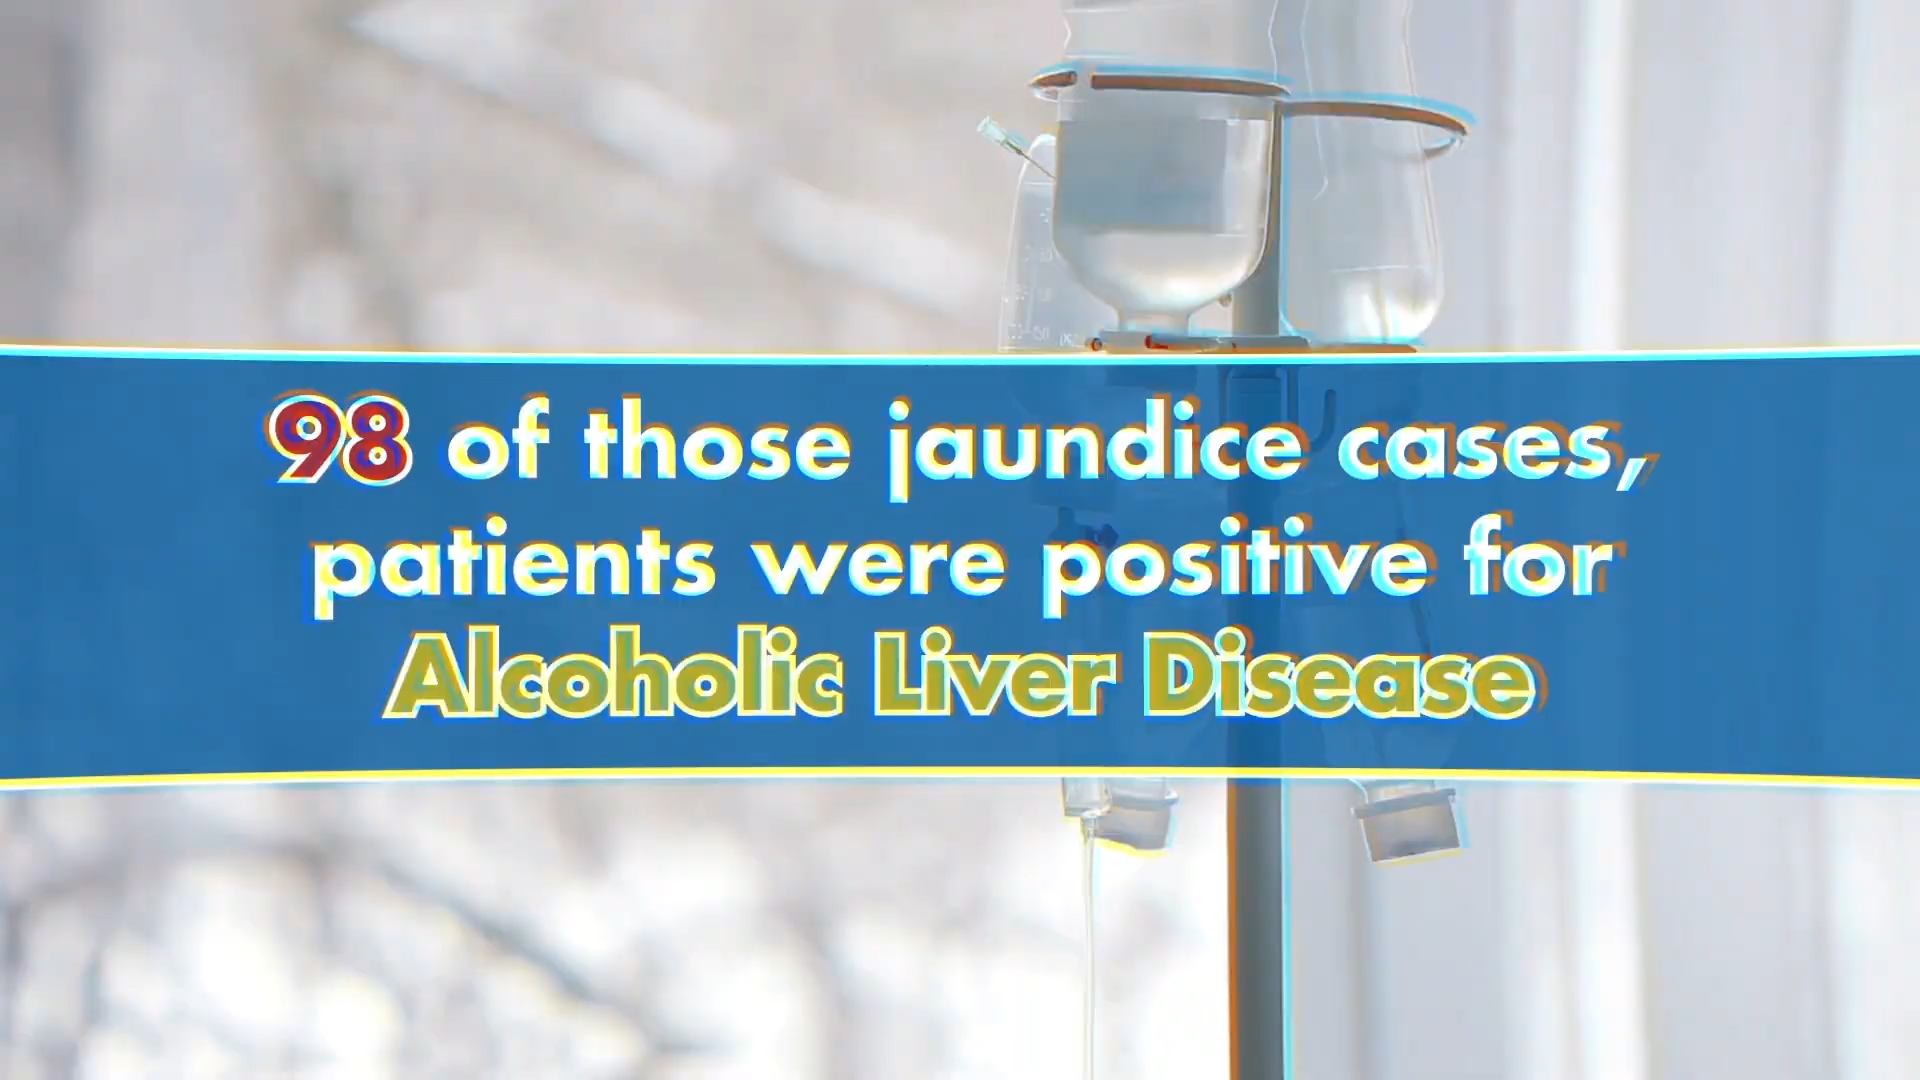 98 of those jaundice cases,
patients were positive for
Alcoholic Liver Disease